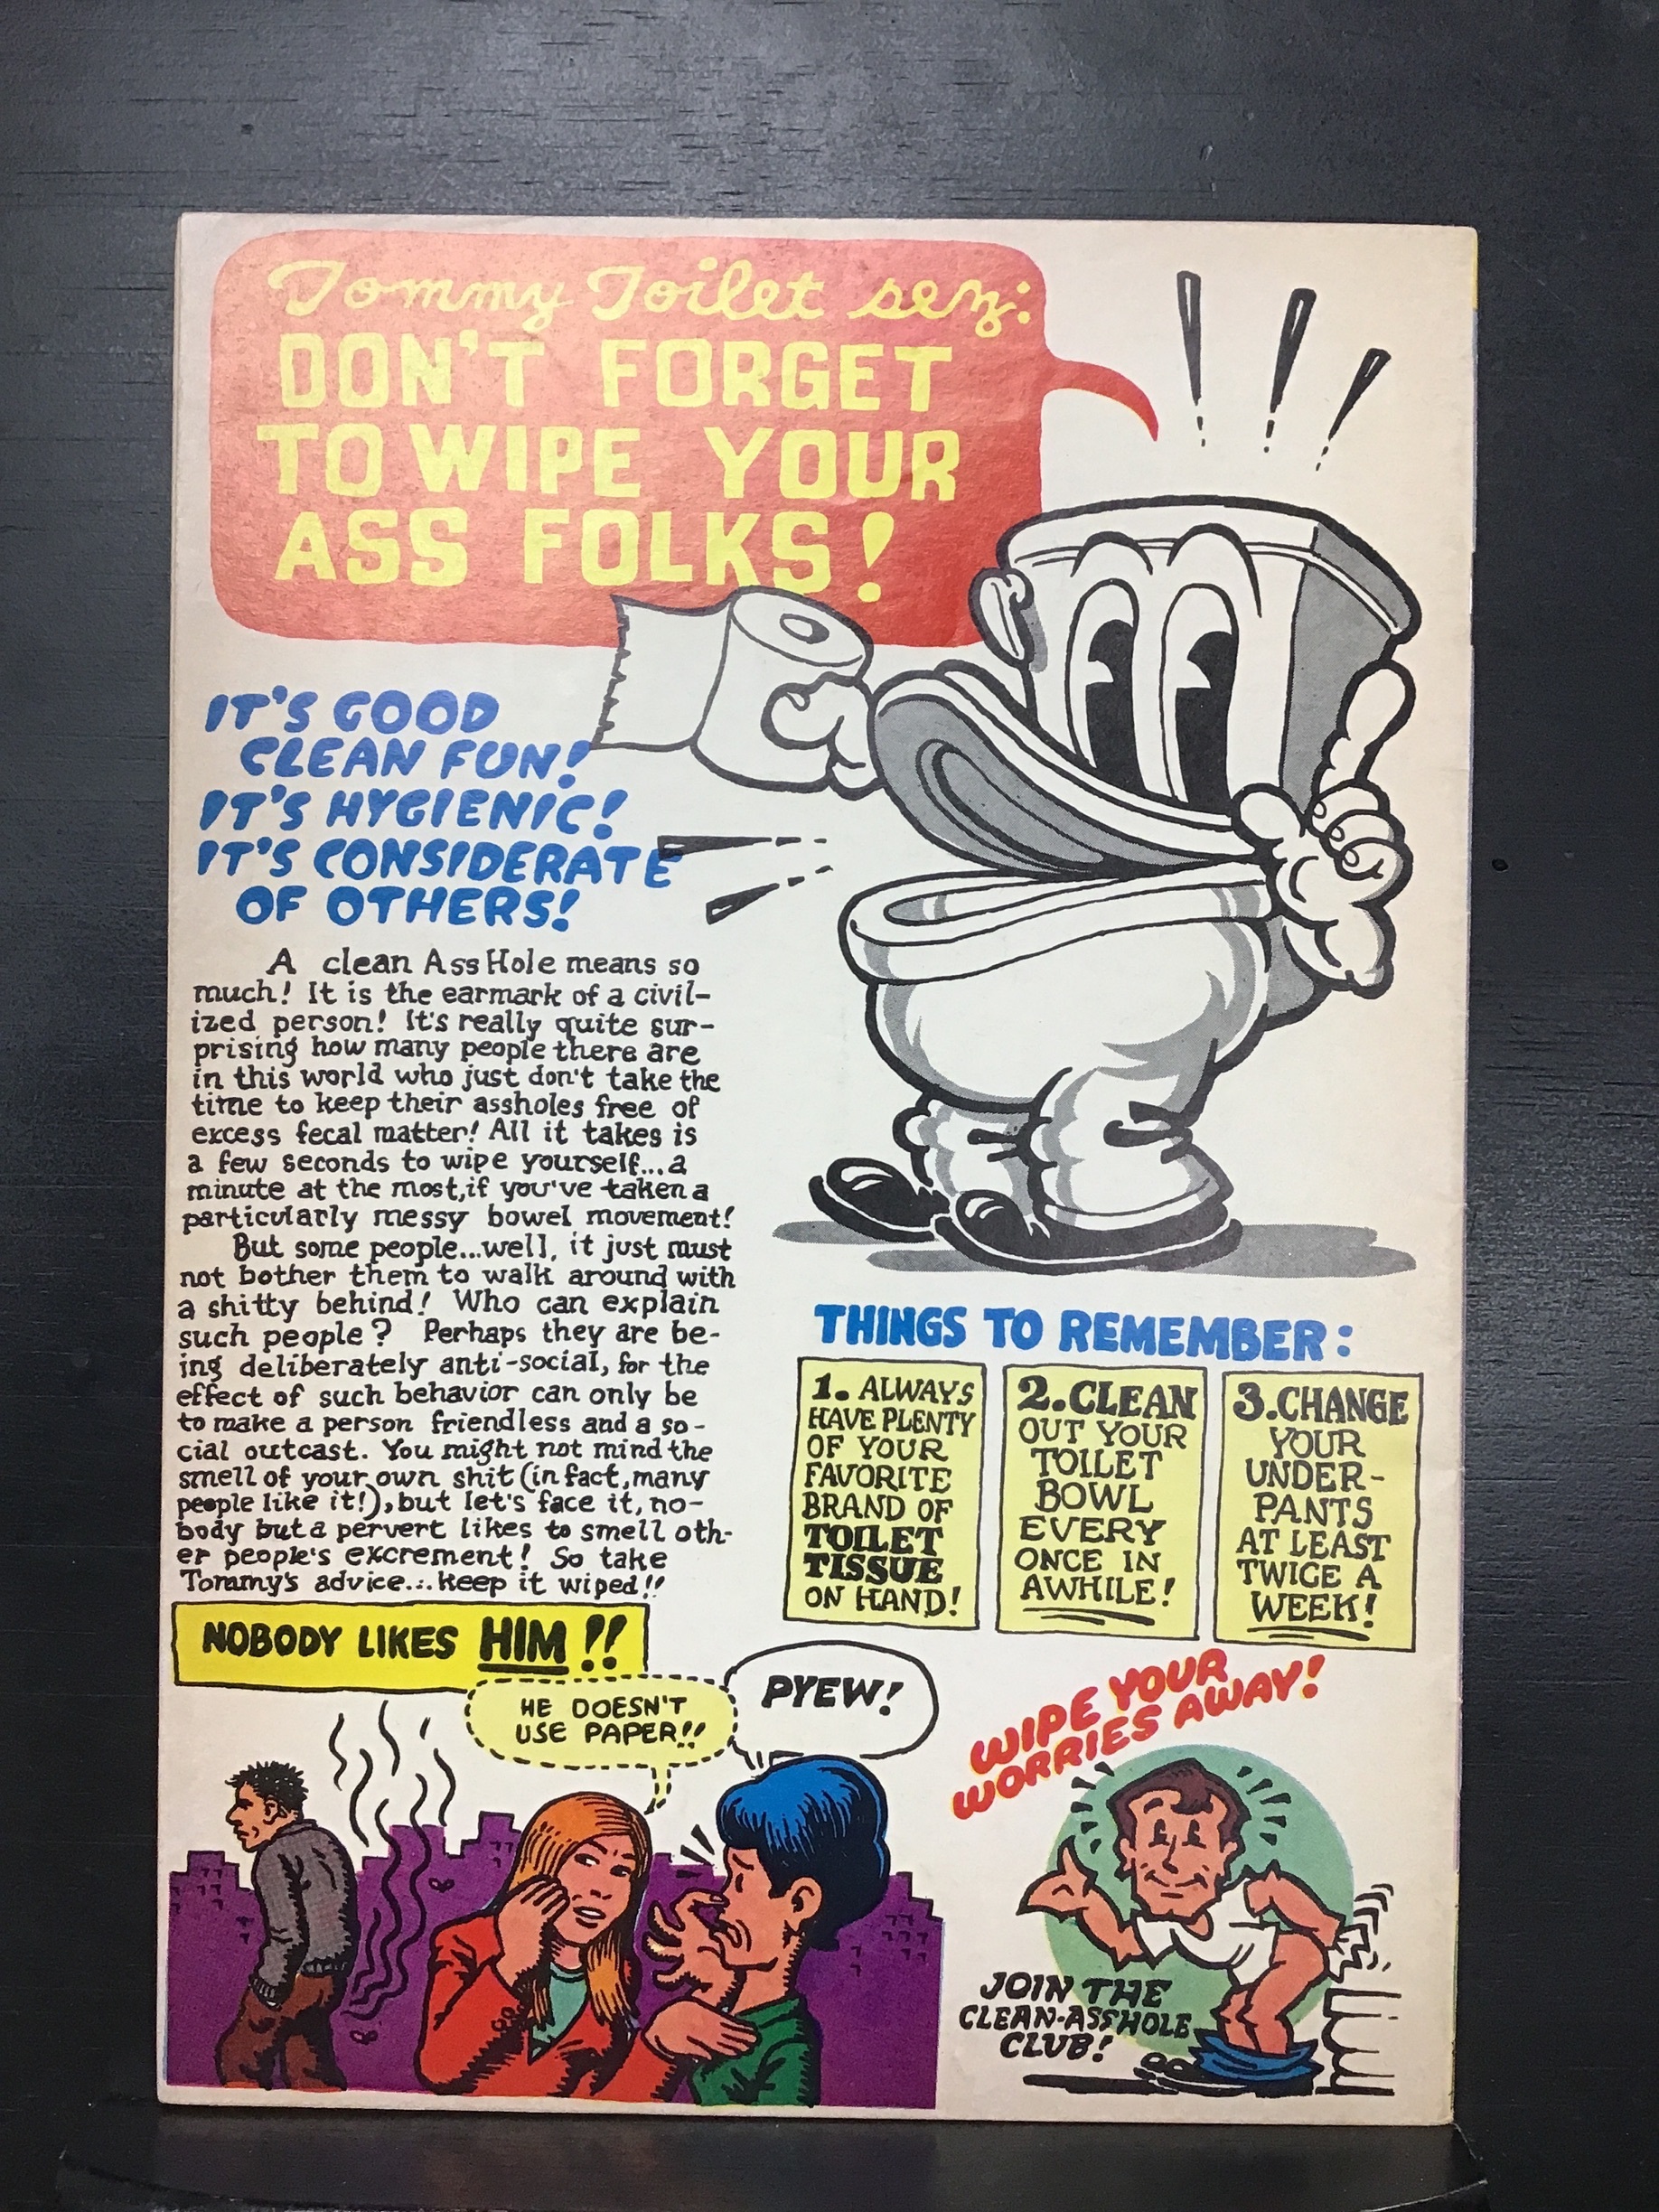 Tommy Toilet sez:
DON'T FORGET
TO WIPE YOUR
ASS FOLKS!
IT'S GOOD
CLEAN FUN!
IT'S HYGIENIC!
IT'S CONSIDERATE
OF OTHERS!
A clean Ass Hole means so
much! It is the earmark of a civil-
ized person! It's really quite sur-
prising how many people there are
in this world who just don't take the
time to keep their assholes free of
excess fecal matter! All it takes is
a few seconds to wipe yourself...a
minute at the most, if you've taken a
particularly messy bowel movement!
But some people...well, it just must
not bother them to walk around with
a shitty behind! Who can explain
such people? Perhaps they are be-
ing deliberately anti-social, for the
effect of such behavior can only be
to make a person friendless and a so-
cial outcast. You might not mind the
smell of your own shit (in fact, many
people like it!), but let's face it, no-
body but a pervert likes to smell oth-
er people's excrement! So take
Tommy's advice... keep it wiped!!
THINGS TO REMEMBER:
1. ALWAYS
HAVE PLENTY
OF YOUR
FAVORITE
BRAND OF
TOILET
TISSUE
ON HAND!
2. CLEAN
OUT YOUR
TOILET
BOWL
EVERY
ONCE IN
AWHILE!
3. CHANGE
YOUR
UNDER-
PANTS
AT LEAST
TWICE A
WEEK!
NOBODY LIKES HIM!!
HE DOESN'T
USE PAPER!!
PYEW!
WIPE YOUR
WORRIES AWAY!
JOIN THE
CLEAN-ASSHOLE
CLUB!